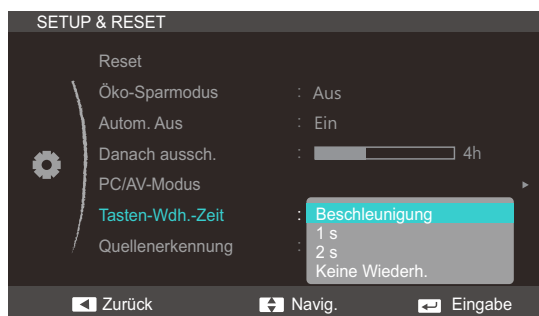 SETUP & RESET
Reset
Öko-Sparmodus : Aus
Autom. Aus : Ein
Danach aussch. : 4h
PC/AV-Modus
Tasten-Wdh.-Zeit : Beschleunigung
1 s
2 s
Quellenerkennung :
Keine Wiederh.
Zurück Navig. Eingabe